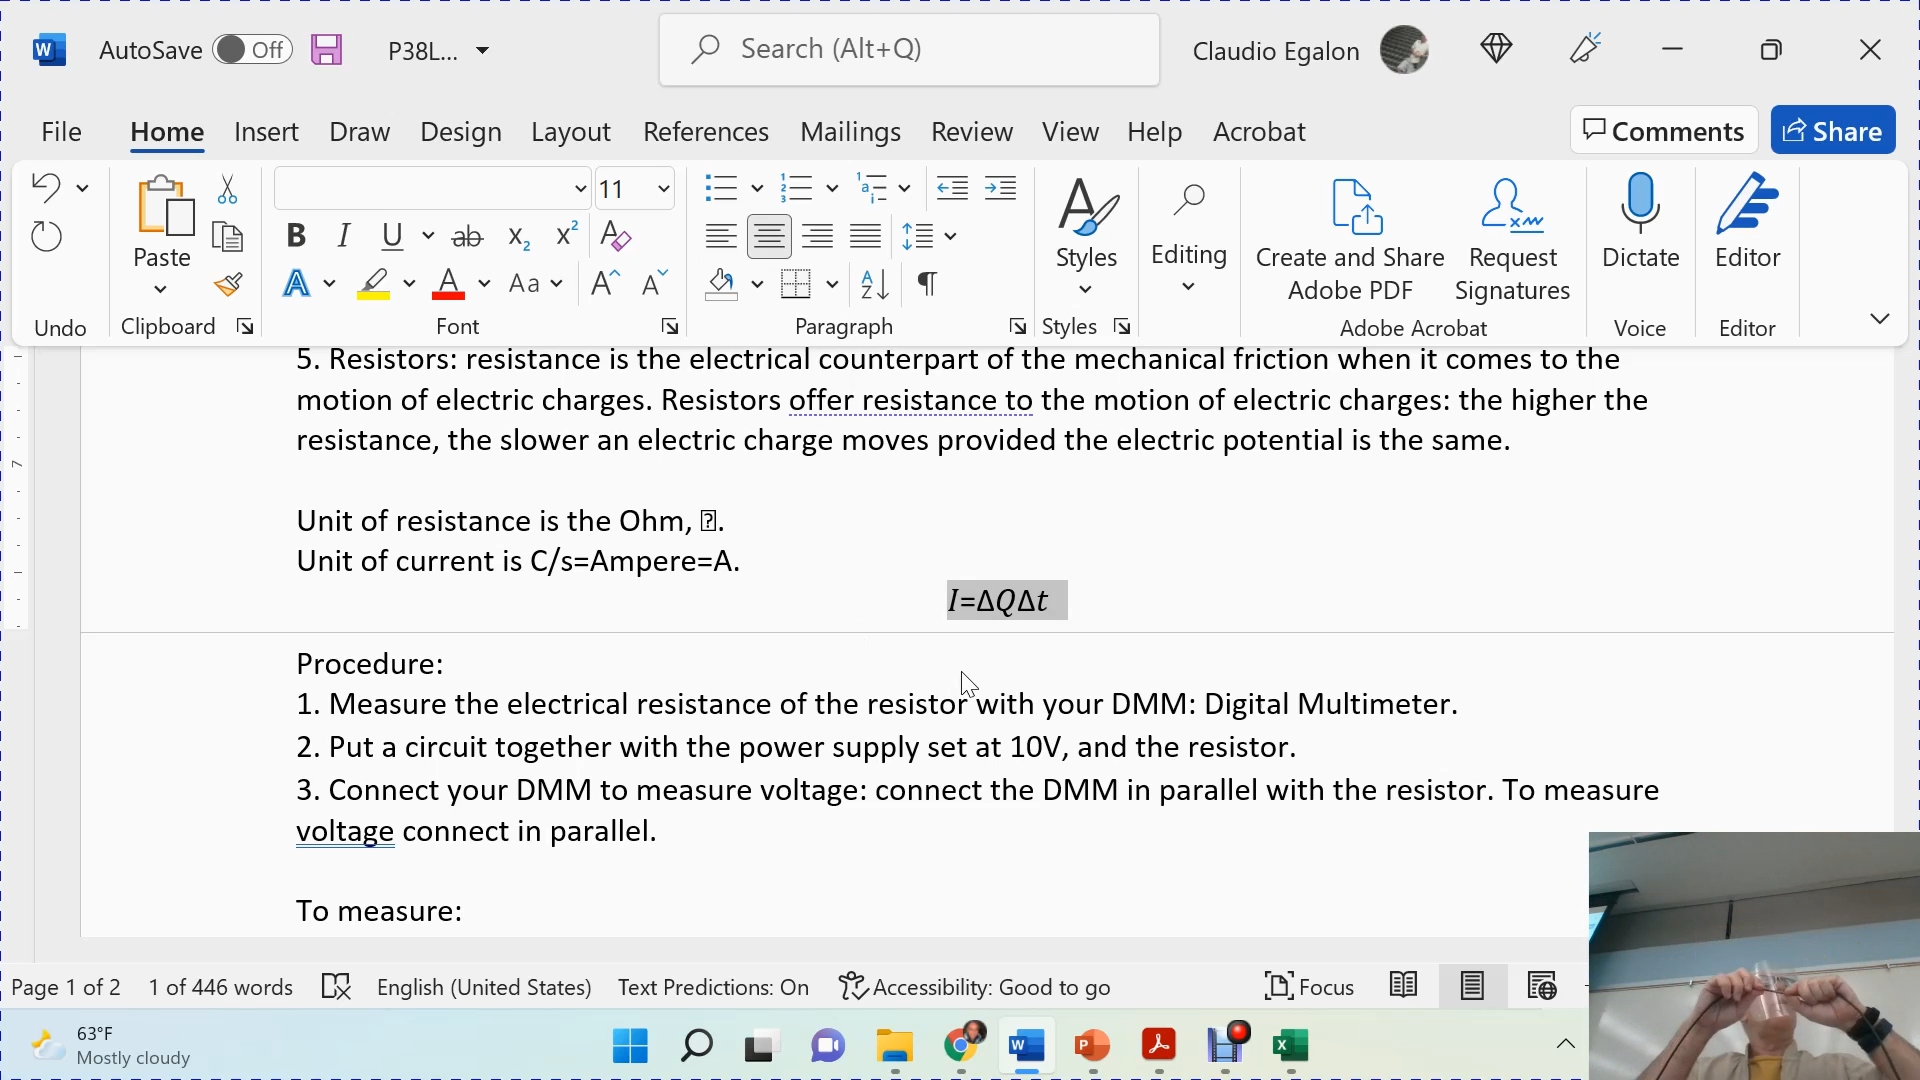 AutoSave Off P38L... Search (Alt+Q) Claudio Egalon
File Home Insert Draw Design Layout References Mailings Review View Help Acrobat Comments Share
11
Paste Styles Editing Create and Share Adobe PDF Request Signatures Dictate Editor
Undo Clipboard Font Paragraph Styles Adobe Acrobat Voice Editor
5. Resistors: resistance is the electrical counterpart of the mechanical friction when it comes to the
motion of electric charges. Resistors offer resistance to the motion of electric charges: the higher the
resistance, the slower an electric charge moves provided the electric potential is the same.
Unit of resistance is the Ohm, ⍰.
Unit of current is C/s=Ampere=A.
I=ΔQΔt
Procedure:
1. Measure the electrical resistance of the resistor with your DMM: Digital Multimeter.
2. Put a circuit together with the power supply set at 10V, and the resistor.
3. Connect your DMM to measure voltage: connect the DMM in parallel with the resistor. To measure
voltage connect in parallel.
To measure:
Page 1 of 2 1 of 446 words English (United States) Text Predictions: On Accessibility: Good to go Focus
63°F
Mostly cloudy